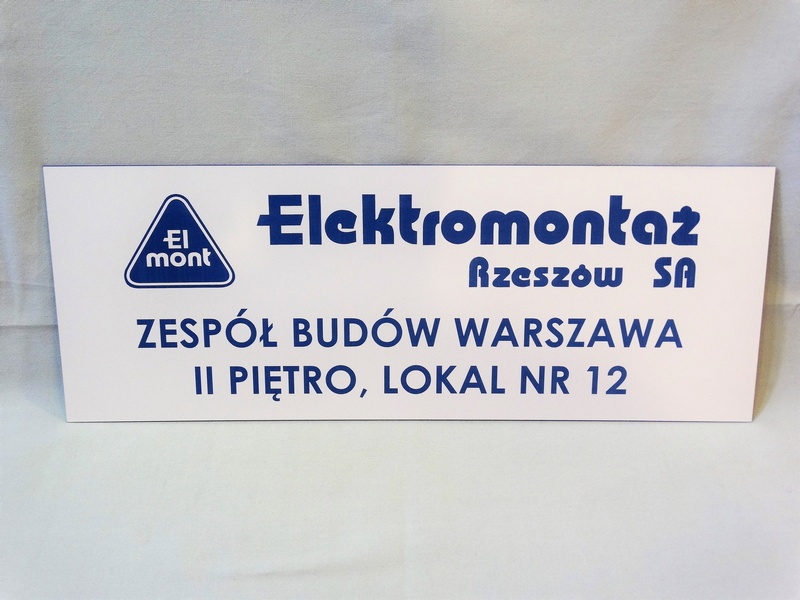 El
mont
Elektromontaż
Rzeszów SA
ZESPÓŁ BUDÓW WARSZAWA
II PIĘTRO, LOKAL NR 12